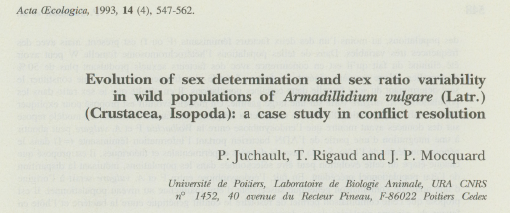 Acta Œcologica, 1993, 14 (4), 547-562.
Evolution of sex determination and sex ratio variability
in wild populations of Armadillidium vulgare (Latr.)
(Crustacea, Isopoda): a case study in conflict resolution
P. Juchault, T. Rigaud and J. P. Mocquard
Université de Poitiers, Laboratoire de Biologie Animale, URA CNRS
n° 1452, 40 avenue du Recteur Pineau, F-86022 Poitiers Cedex